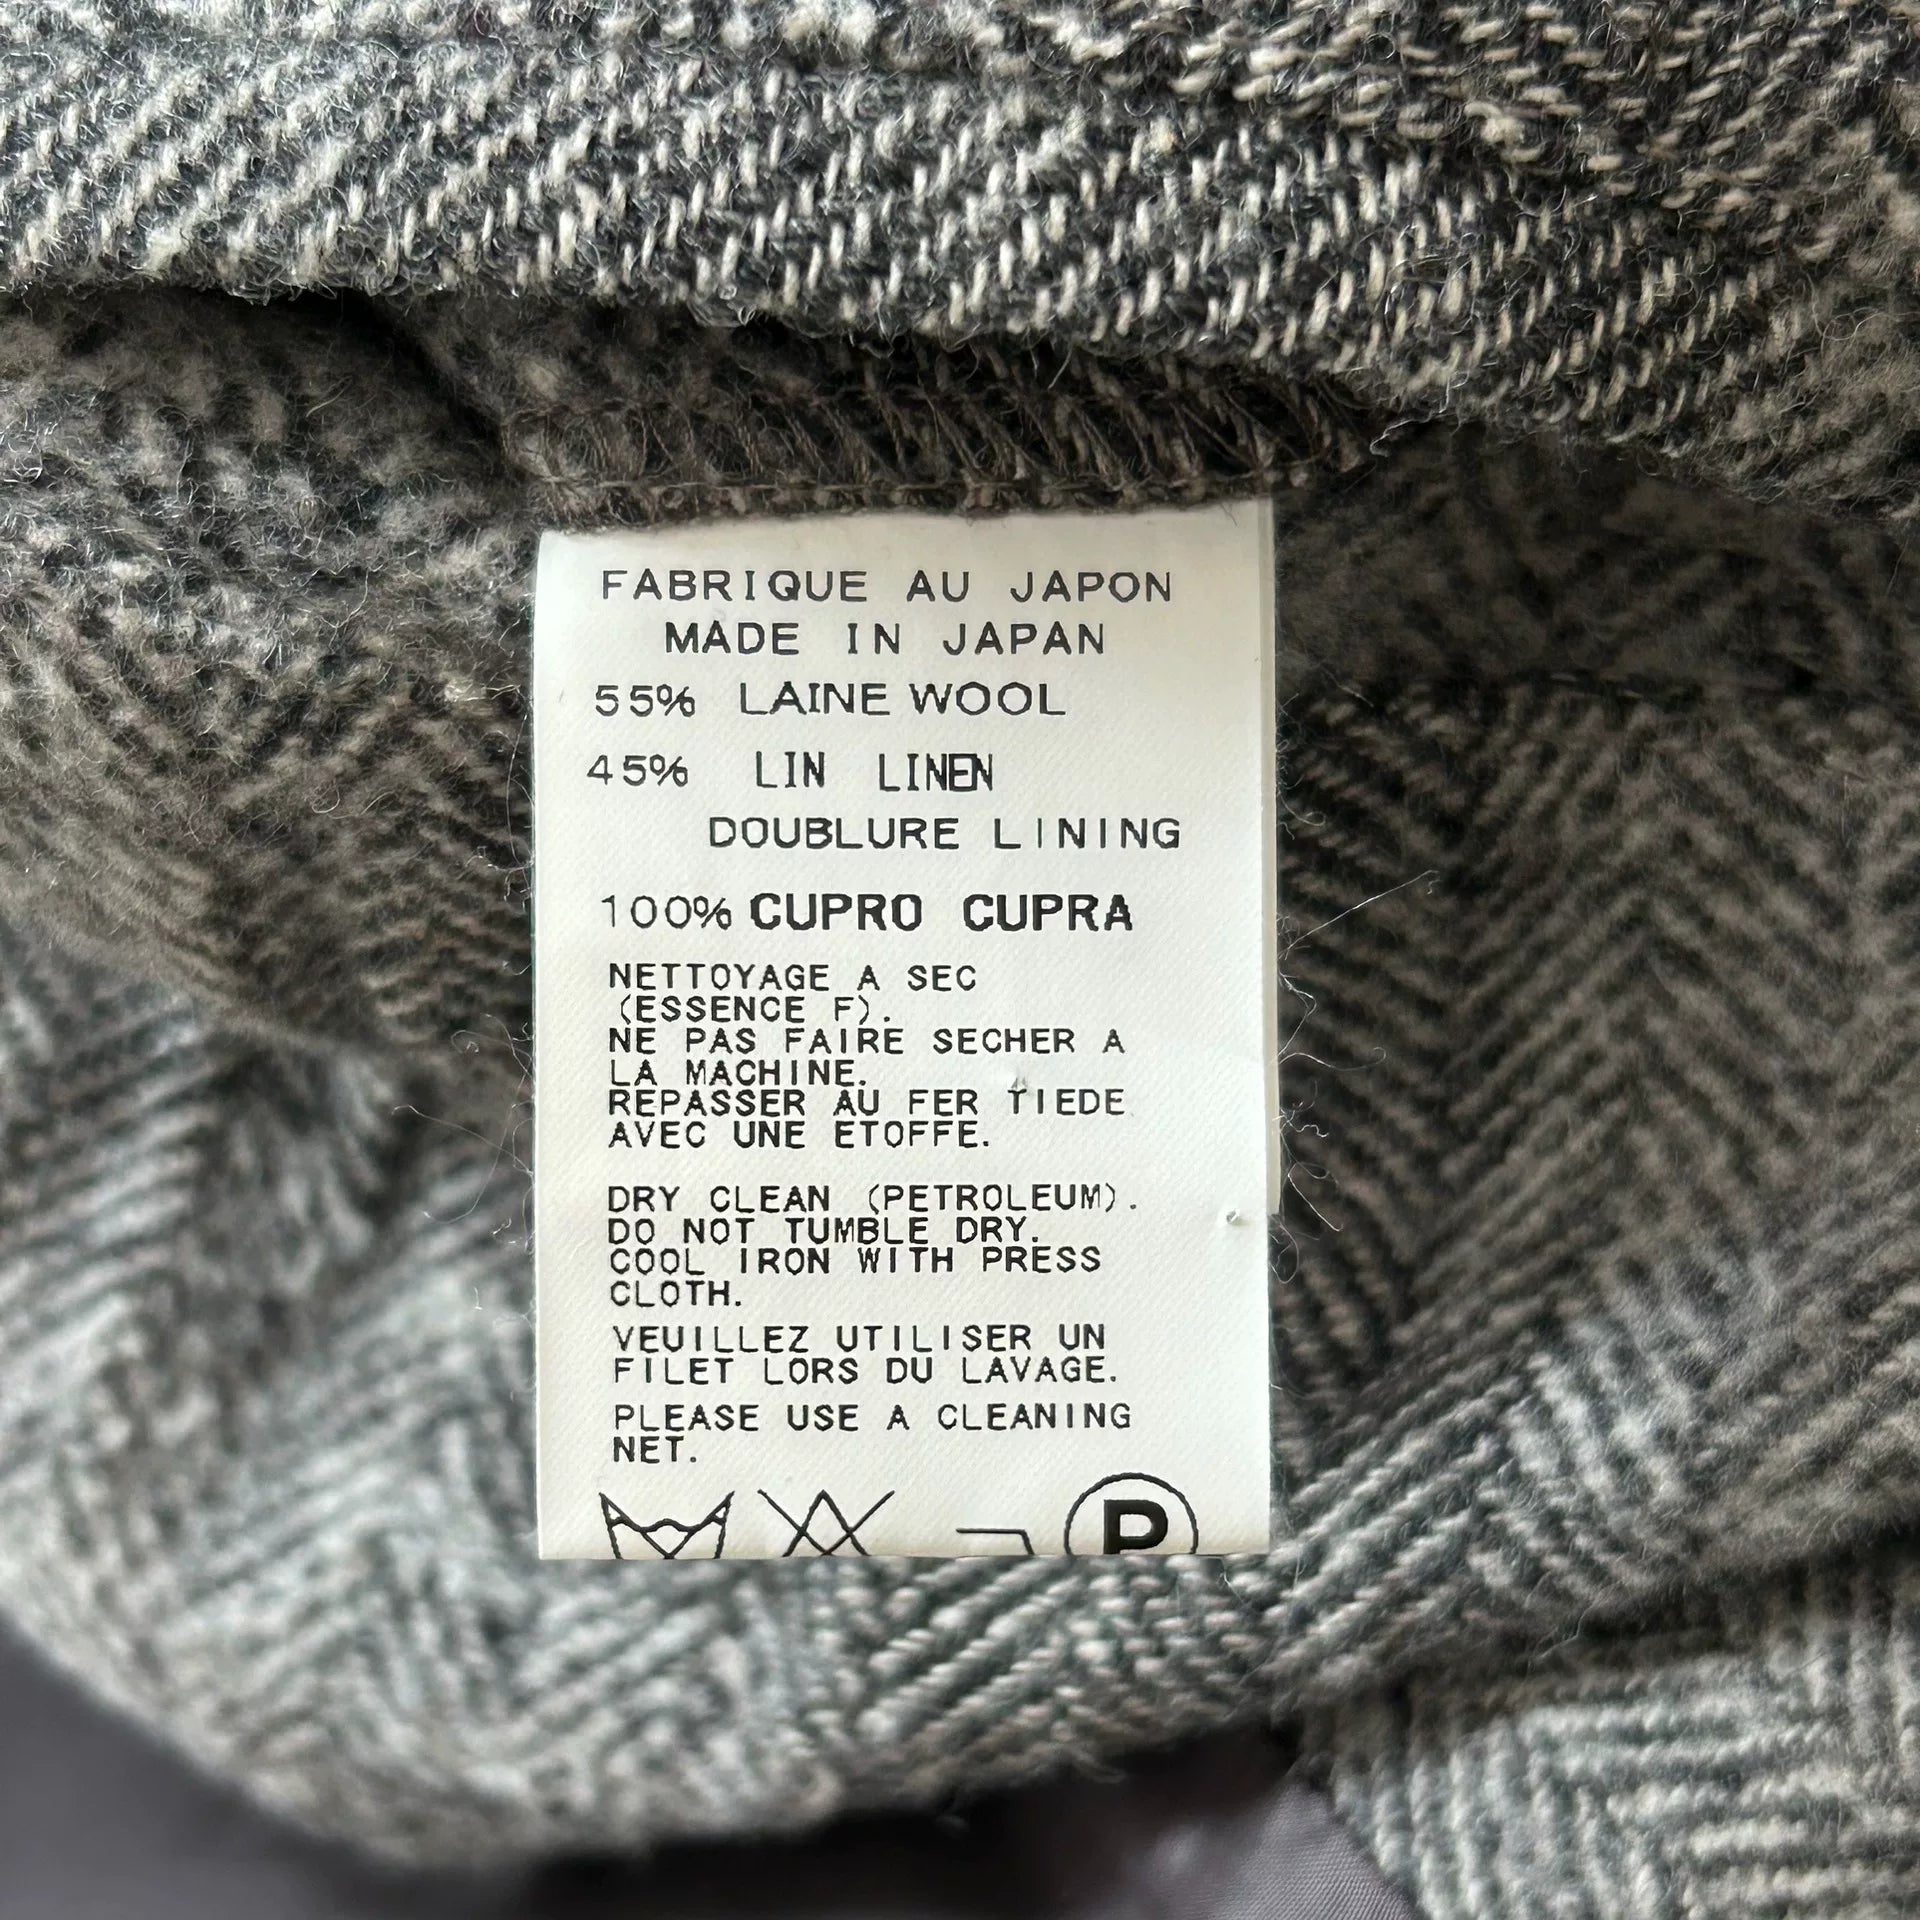 FABRIQUE AU JAPON
MADE IN JAPAN
55% LAINE WOOL
45% LIN LINEN
DOUBLURE LINING
100% CUPRO CUPRA
NETTOYAGE A SEC
(ESSENCE F).
NE PAS FAIRE SECHER A
LA MACHINE.
REPASSER AU FER TIEDE
AVEC UNE ETOFFE.
DRY CLEAN (PETROLEUM).
DO NOT TUMBLE DRY.
COOL IRON WITH PRESS
CLOTH.
VEUILLEZ UTILISER UN
FILET LORS DU LAVAGE.
PLEASE USE A CLEANING
NET.
P